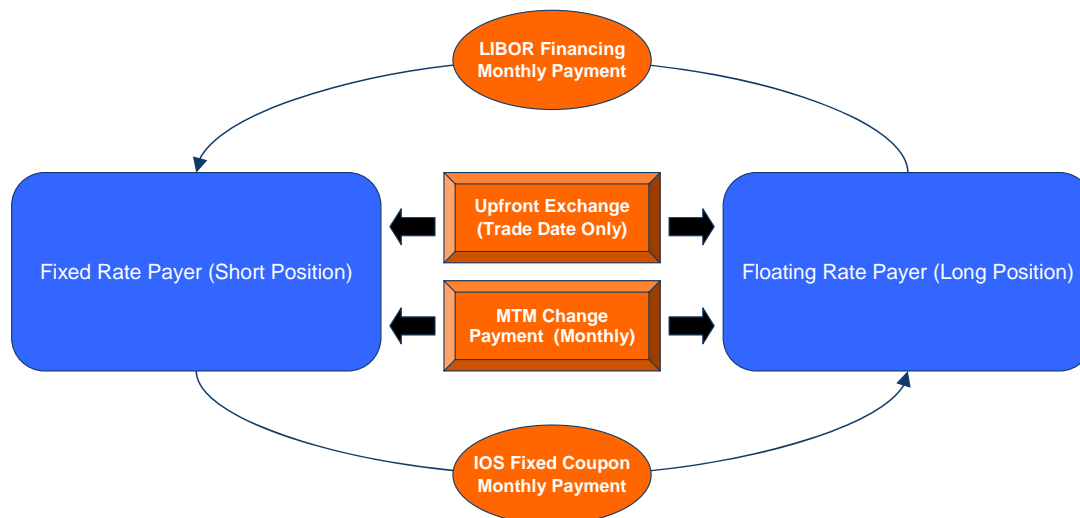 LIBOR Financing
Monthly Payment
Upfront Exchange
(Trade Date Only)
Fixed Rate Payer (Short Position)
Floating Rate Payer (Long Position)
MTM Change
Payment  (Monthly)
IOS Fixed Coupon
Monthly Payment